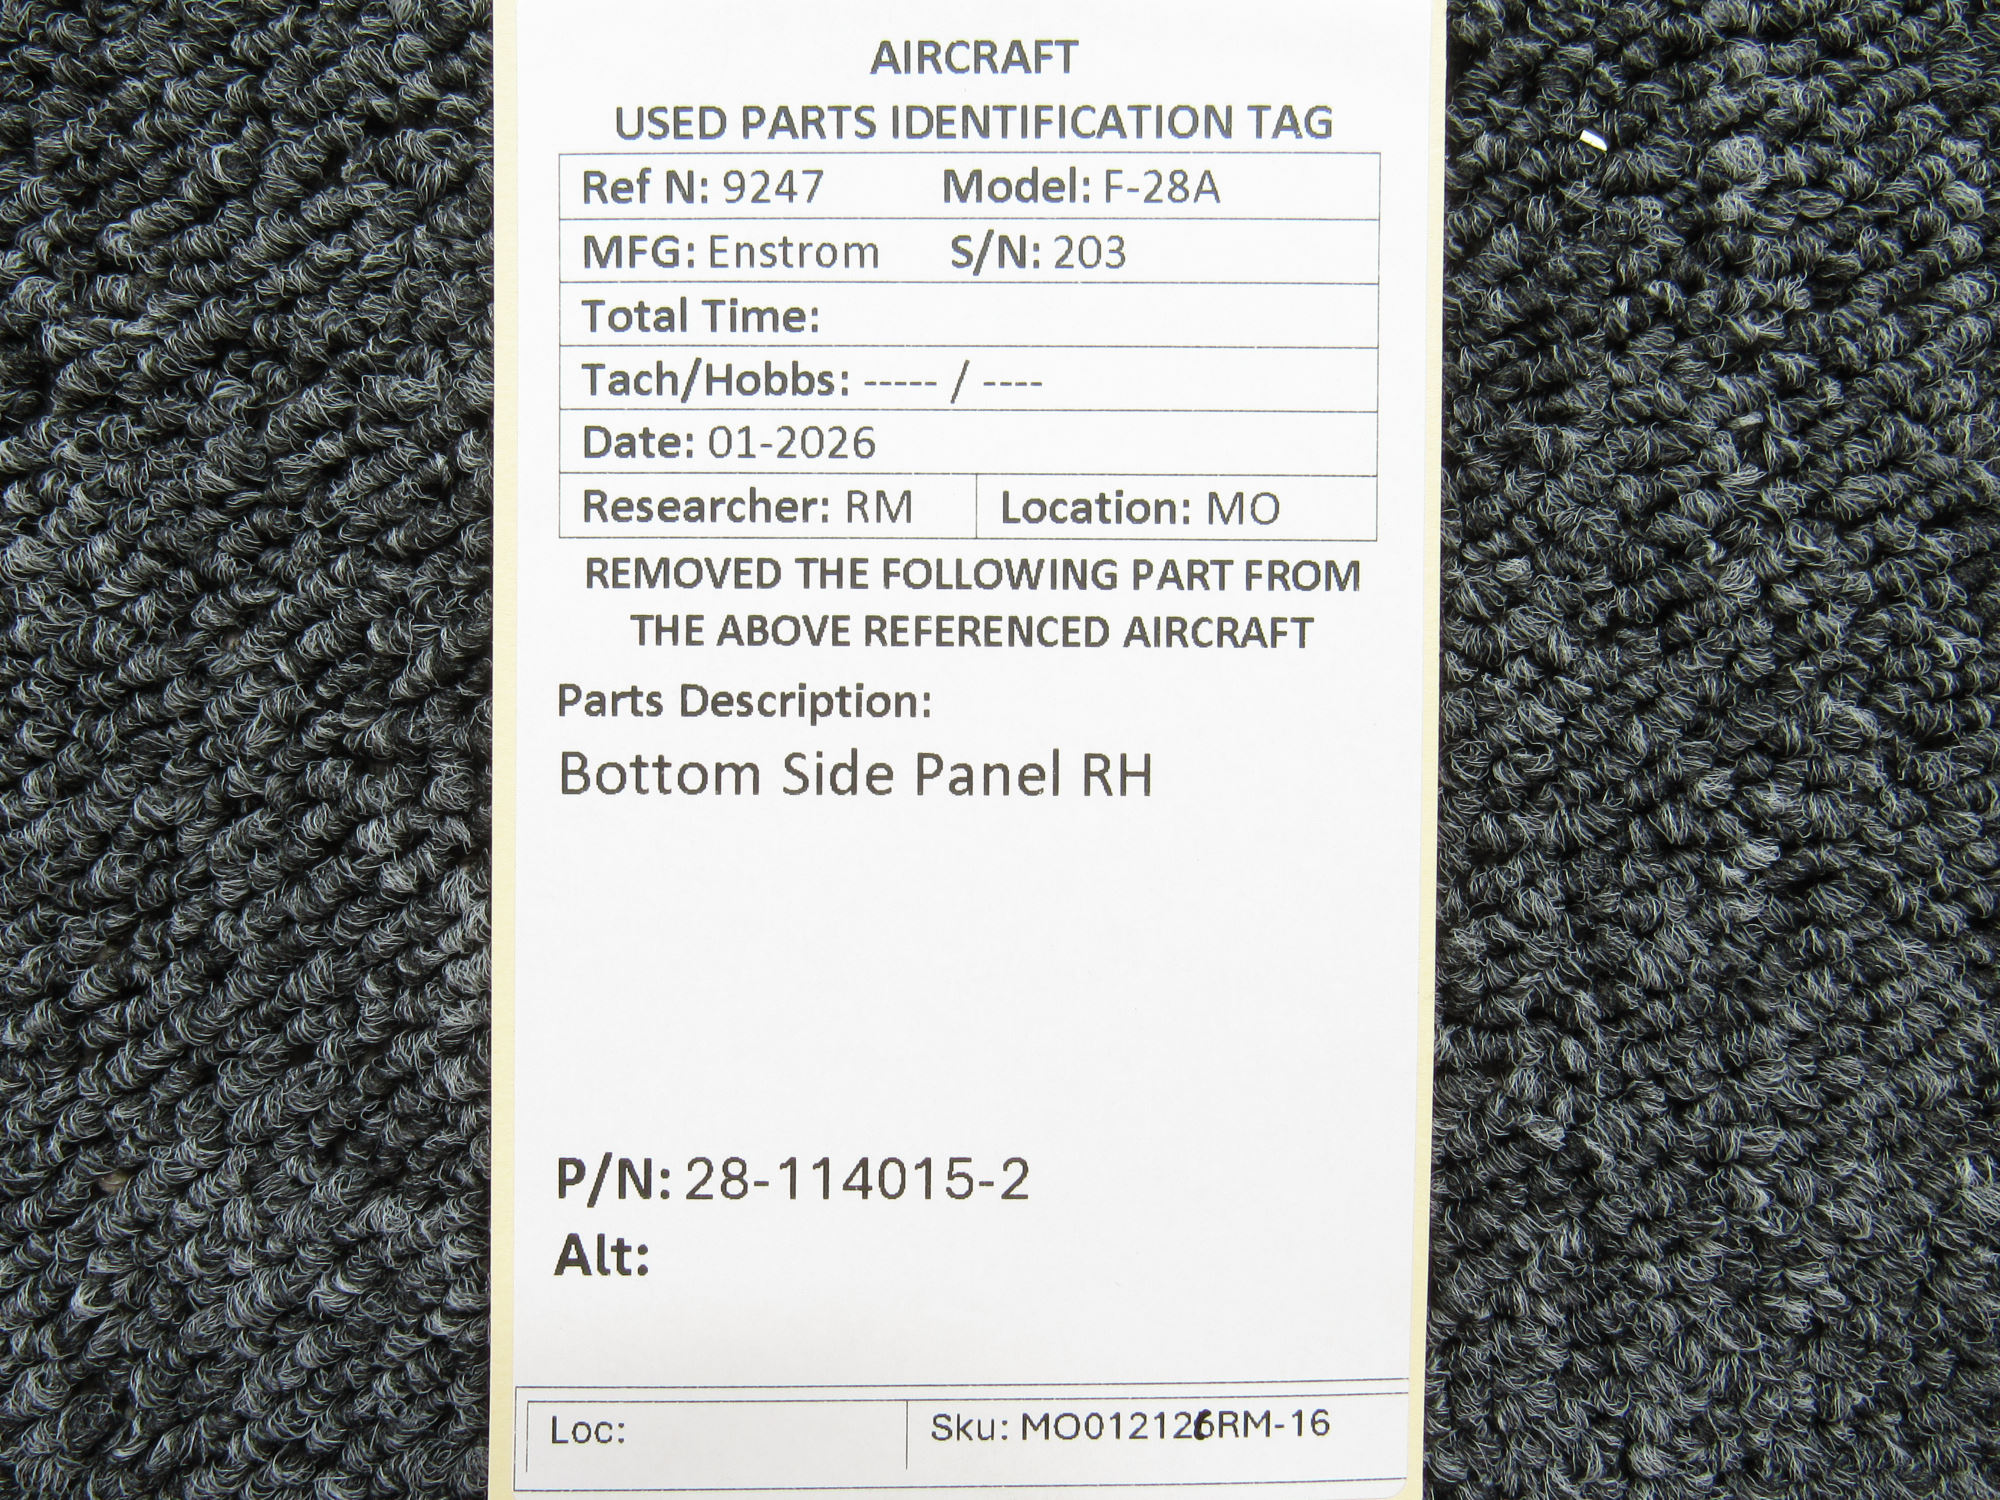 AIRCRAFT
USED PARTS IDENTIFICATION TAG
Ref N: 9247 Model: F-28A
MFG: Enstrom S/N: 203
Total Time:
Tach/Hobbs: ----- / ----
Date: 01-2026
Researcher: RM Location: MO
REMOVED THE FOLLOWING PART FROM
THE ABOVE REFERENCED AIRCRAFT
Parts Description:
Bottom Side Panel RH
P/N: 28-114015-2
Alt:
Loc: Sku: MO012126RM-16